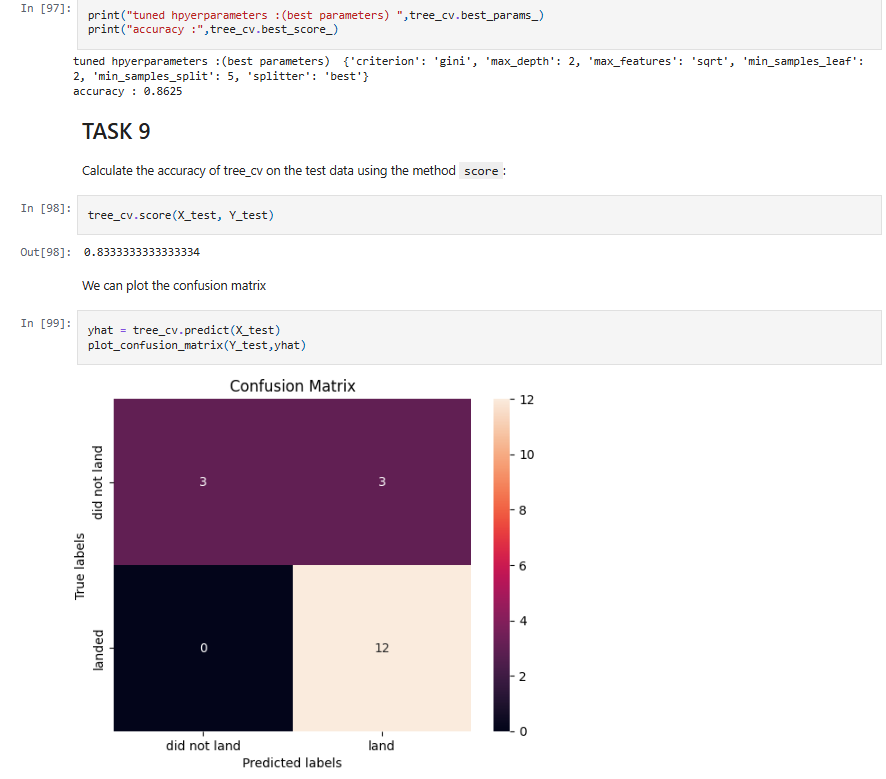 In [97]:
print("tuned hpyerparameters :(best parameters) ",tree_cv.best_params_)
print("accuracy :",tree_cv.best_score_)
tuned hpyerparameters :(best parameters)  {'criterion': 'gini', 'max_depth': 2, 'max_features': 'sqrt', 'min_samples_leaf':
2, 'min_samples_split': 5, 'splitter': 'best'}
accuracy : 0.8625
TASK 9
Calculate the accuracy of tree_cv on the test data using the method score :
In [98]:
tree_cv.score(X_test, Y_test)
Out[98]:
0.8333333333333334
We can plot the confusion matrix
In [99]:
yhat = tree_cv.predict(X_test)
plot_confusion_matrix(Y_test,yhat)
Confusion Matrix
True labels
did not land
landed
3
3
0
12
did not land
land
Predicted labels
12
10
8
6
4
2
0